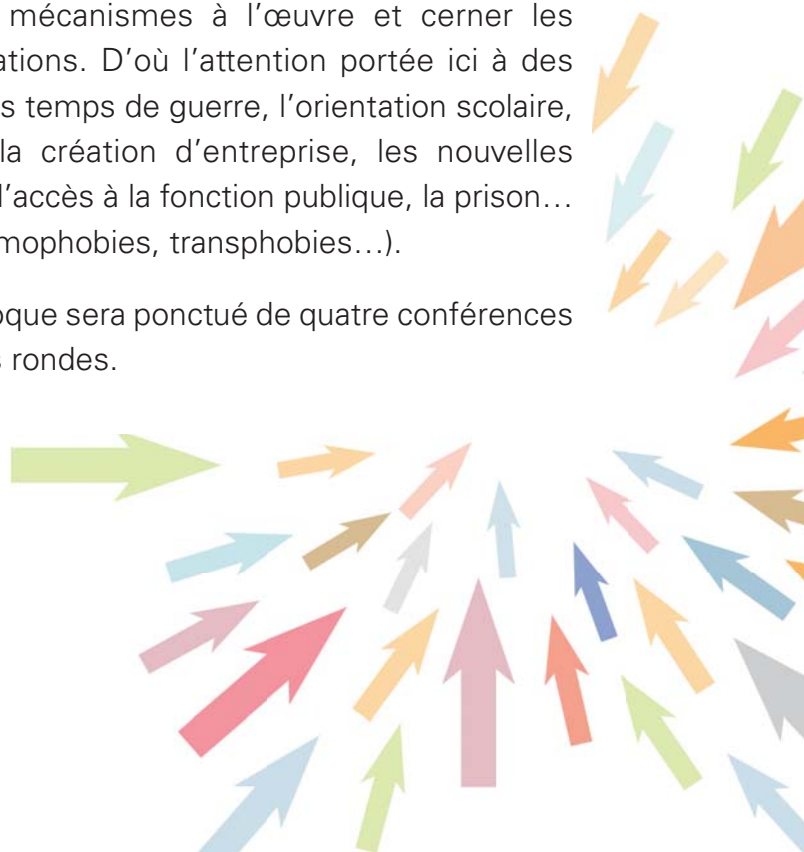 mécanismes à l’œuvre et cerner les
ations. D’où l’attention portée ici à des
s temps de guerre, l’orientation scolaire,
la création d’entreprise, les nouvelles
l’accès à la fonction publique, la prison…
mophobies, transphobies…).
oque sera ponctué de quatre conférences
s rondes.